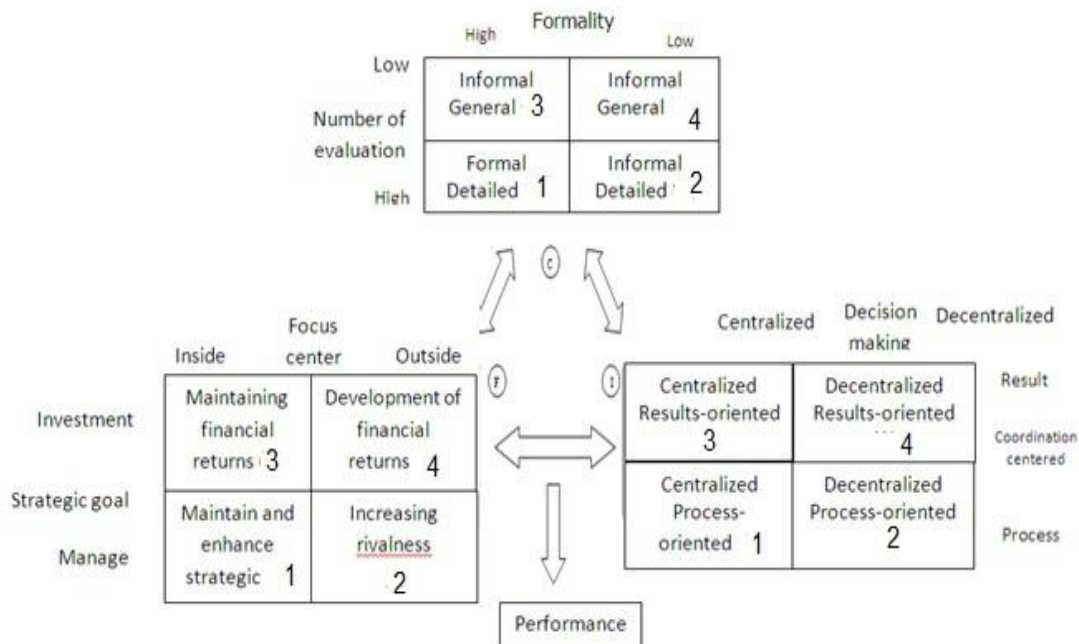 Formality
High
Low
Low
Number of
evaluation
High
Informal
General 3
Informal
General 4
Formal
Detailed 1
Informal
Detailed 2
C
F
I
Focus
center
Inside
Outside
Investment
Strategic goal
Manage
Maintaining
financial
returns 3
Development of
financial
returns 4
Maintain and
enhance
strategic 1
Increasing
rivalness
2
Centralized
Decision
making
Decentralized
Centralized
Results-oriented
3
Decentralized
Results-oriented
... 4
Centralized
Process-
oriented 1
Decentralized
Process-oriented
2
Result
Coordination
centered
Process
Performance